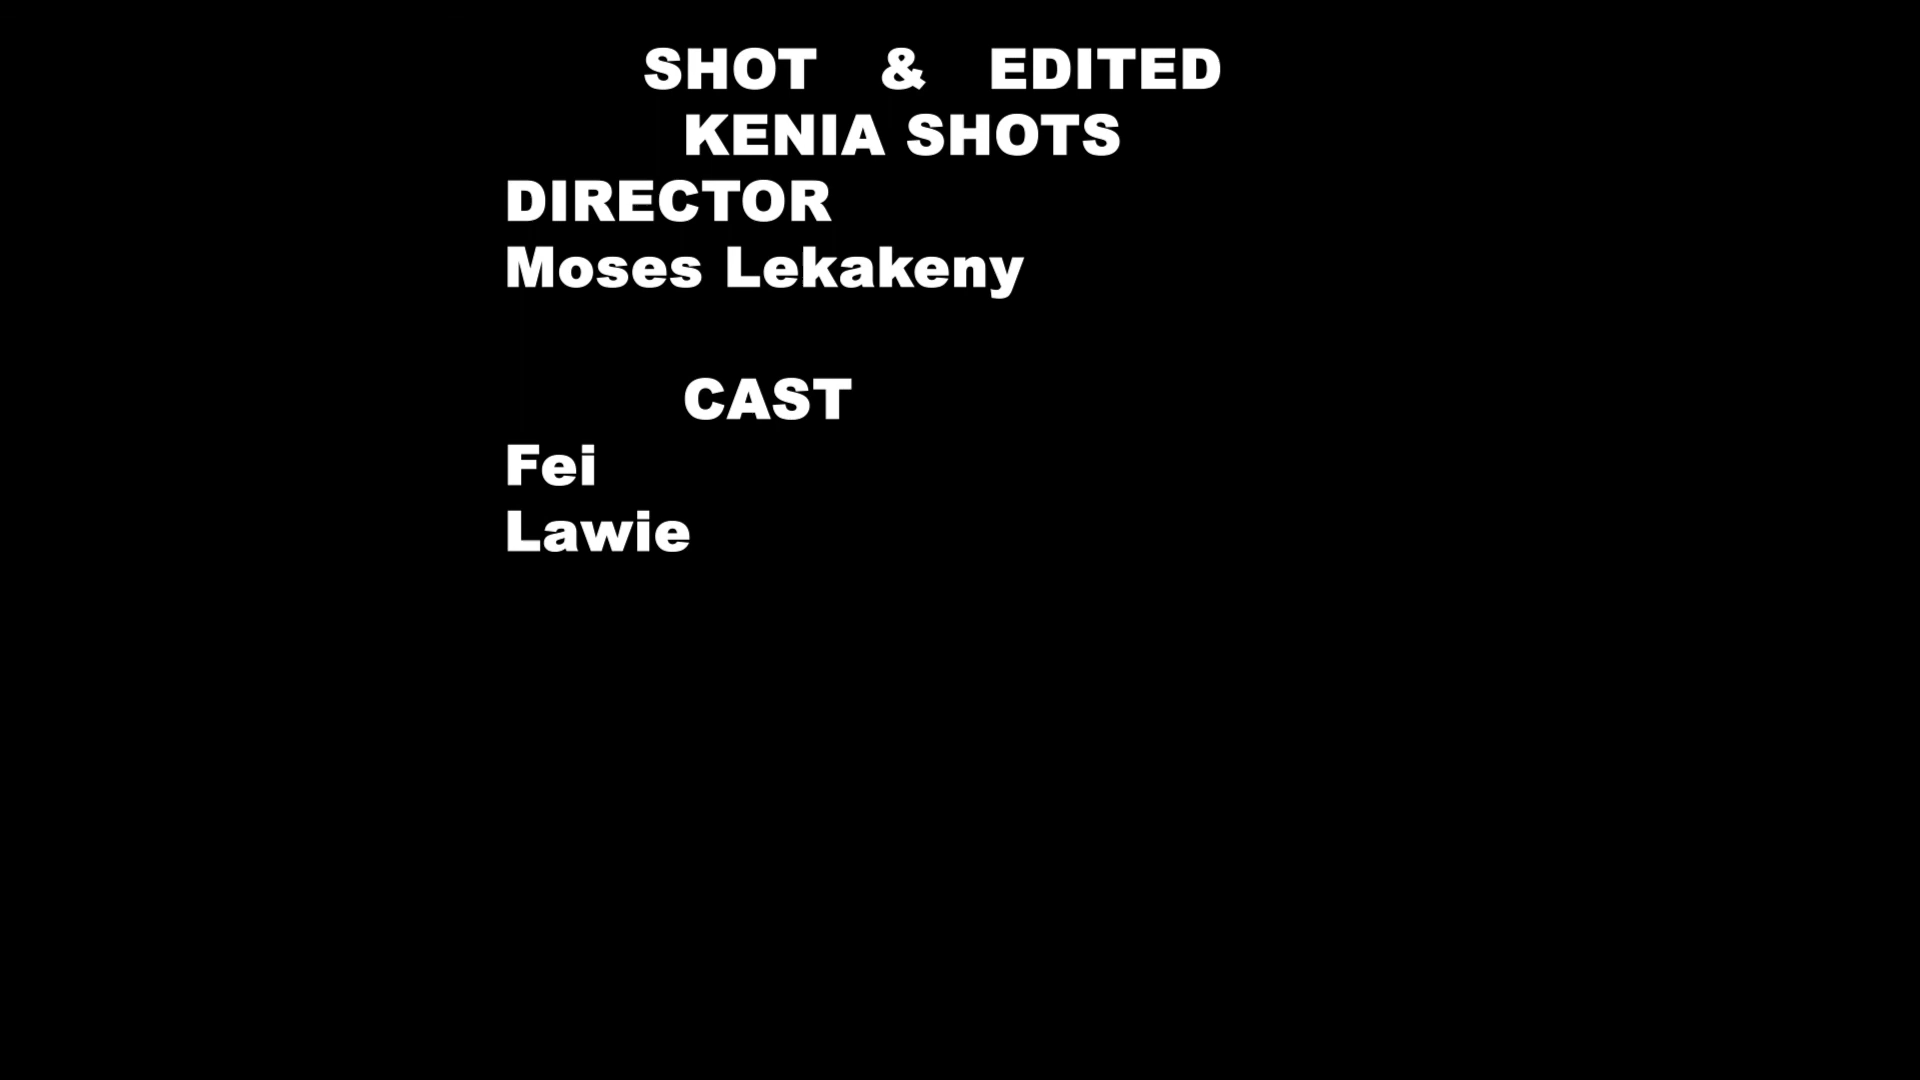 SHOT & EDITED
KENIA SHOTS
DIRECTOR
Moses Lekakeny
CAST
Fei
Lawie